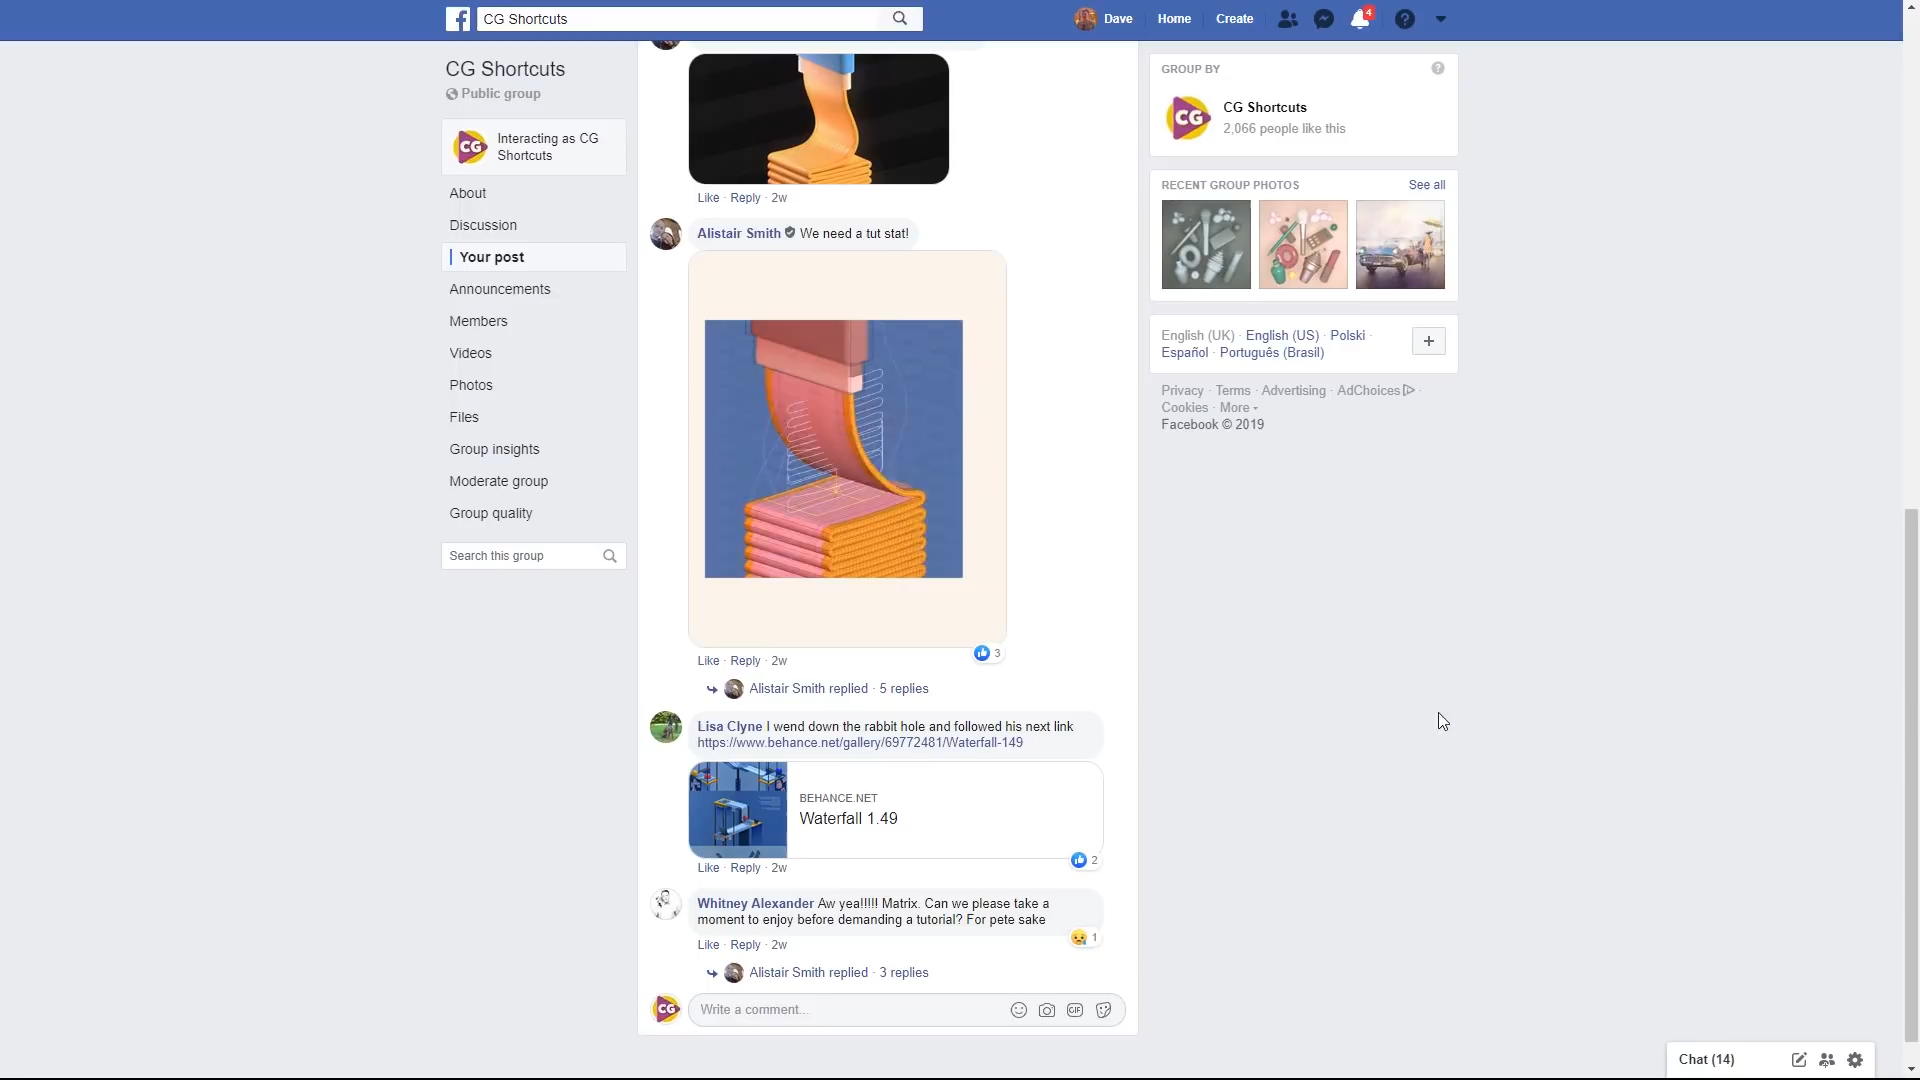 CG Shortcuts
Dave
Home
Create
4
CG Shortcuts
Public group
CG
Interacting as CG
Shortcuts
About
Discussion
Your post
Announcements
Members
Videos
Photos
Files
Group insights
Moderate group
Group quality
Search this group
Like · Reply · 2w
Alistair Smith We need a tut stat!
3
Like · Reply · 2w
Alistair Smith replied · 5 replies
Lisa Clyne I wend down the rabbit hole and followed his next link
https://www.behance.net/gallery/69772481/Waterfall-149
BEHANCE.NET
Waterfall 1.49
2
Like · Reply · 2w
Whitney Alexander Aw yea!!!!! Matrix. Can we please take a
moment to enjoy before demanding a tutorial? For pete sake
1
Like · Reply · 2w
Alistair Smith replied · 3 replies
CG
Write a comment...
GIF
GROUP BY
CG
CG Shortcuts
2,066 people like this
RECENT GROUP PHOTOS
See all
English (UK) · English (US) · Polski ·
Español · Português (Brasil)
Privacy · Terms · Advertising · AdChoices ·
Cookies · More
Facebook © 2019
Chat (14)